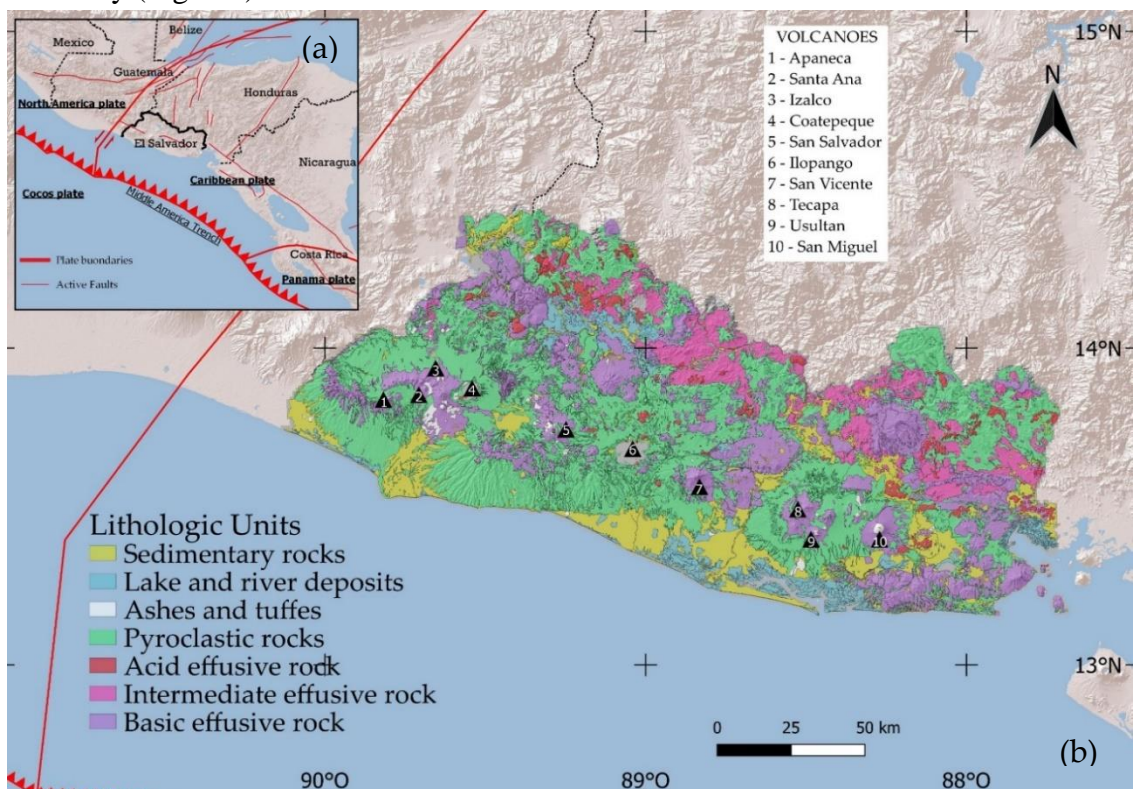 (a)
Mexico
Belize
Guatemala
Honduras
North America plate
El Salvador
Nicaragua
Caribbean plate
Cocos plate
Middle America Trench
Costa Rica
Plate buondaries
Panama plate
Active Faults
VOLCANOES
1 - Apaneca
2 - Santa Ana
3 - Izalco
4 - Coatepeque
5 - San Salvador
6 - Ilopango
7 - San Vicente
8 - Tecapa
9 - Usultan
10 - San Miguel
N
15°N
14°N
13°N
3
4
1
2
5
6
7
8
9
10
Lithologic Units
Sedimentary rocks
Lake and river deposits
Ashes and tuffes
Pyroclastic rocks
Acid effusive rock
Intermediate effusive rock
Basic effusive rock
0 25 50 km
(b)
90°O
89°O
88°O